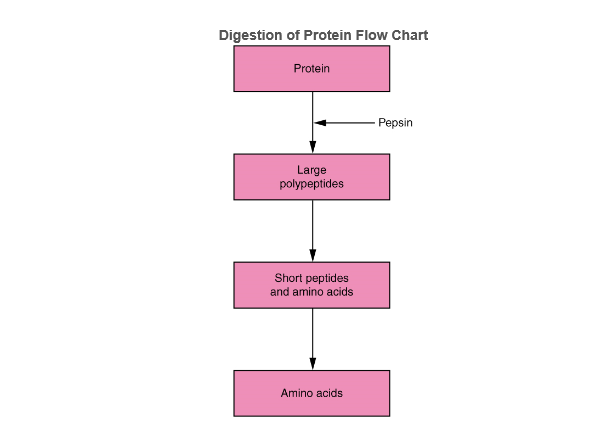 Digestion of Protein Flow Chart
Protein
Pepsin
Large
polypeptides
Short peptides
and amino acids
Amino acids